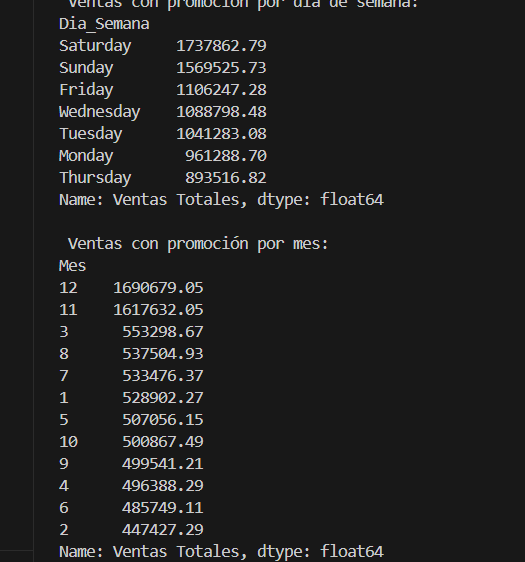 Ventas con promoción por día de semana:
Dia_Semana
Saturday 1737862.79
Sunday 1569525.73
Friday 1106247.28
Wednesday 1088798.48
Tuesday 1041283.08
Monday 961288.70
Thursday 893516.82
Name: Ventas Totales, dtype: float64
Ventas con promoción por mes:
Mes
12 1690679.05
11 1617632.05
3 553298.67
8 537504.93
7 533476.37
1 528902.27
5 507056.15
10 500867.49
9 499541.21
4 496388.29
6 485749.11
2 447427.29
Name: Ventas Totales, dtype: float64